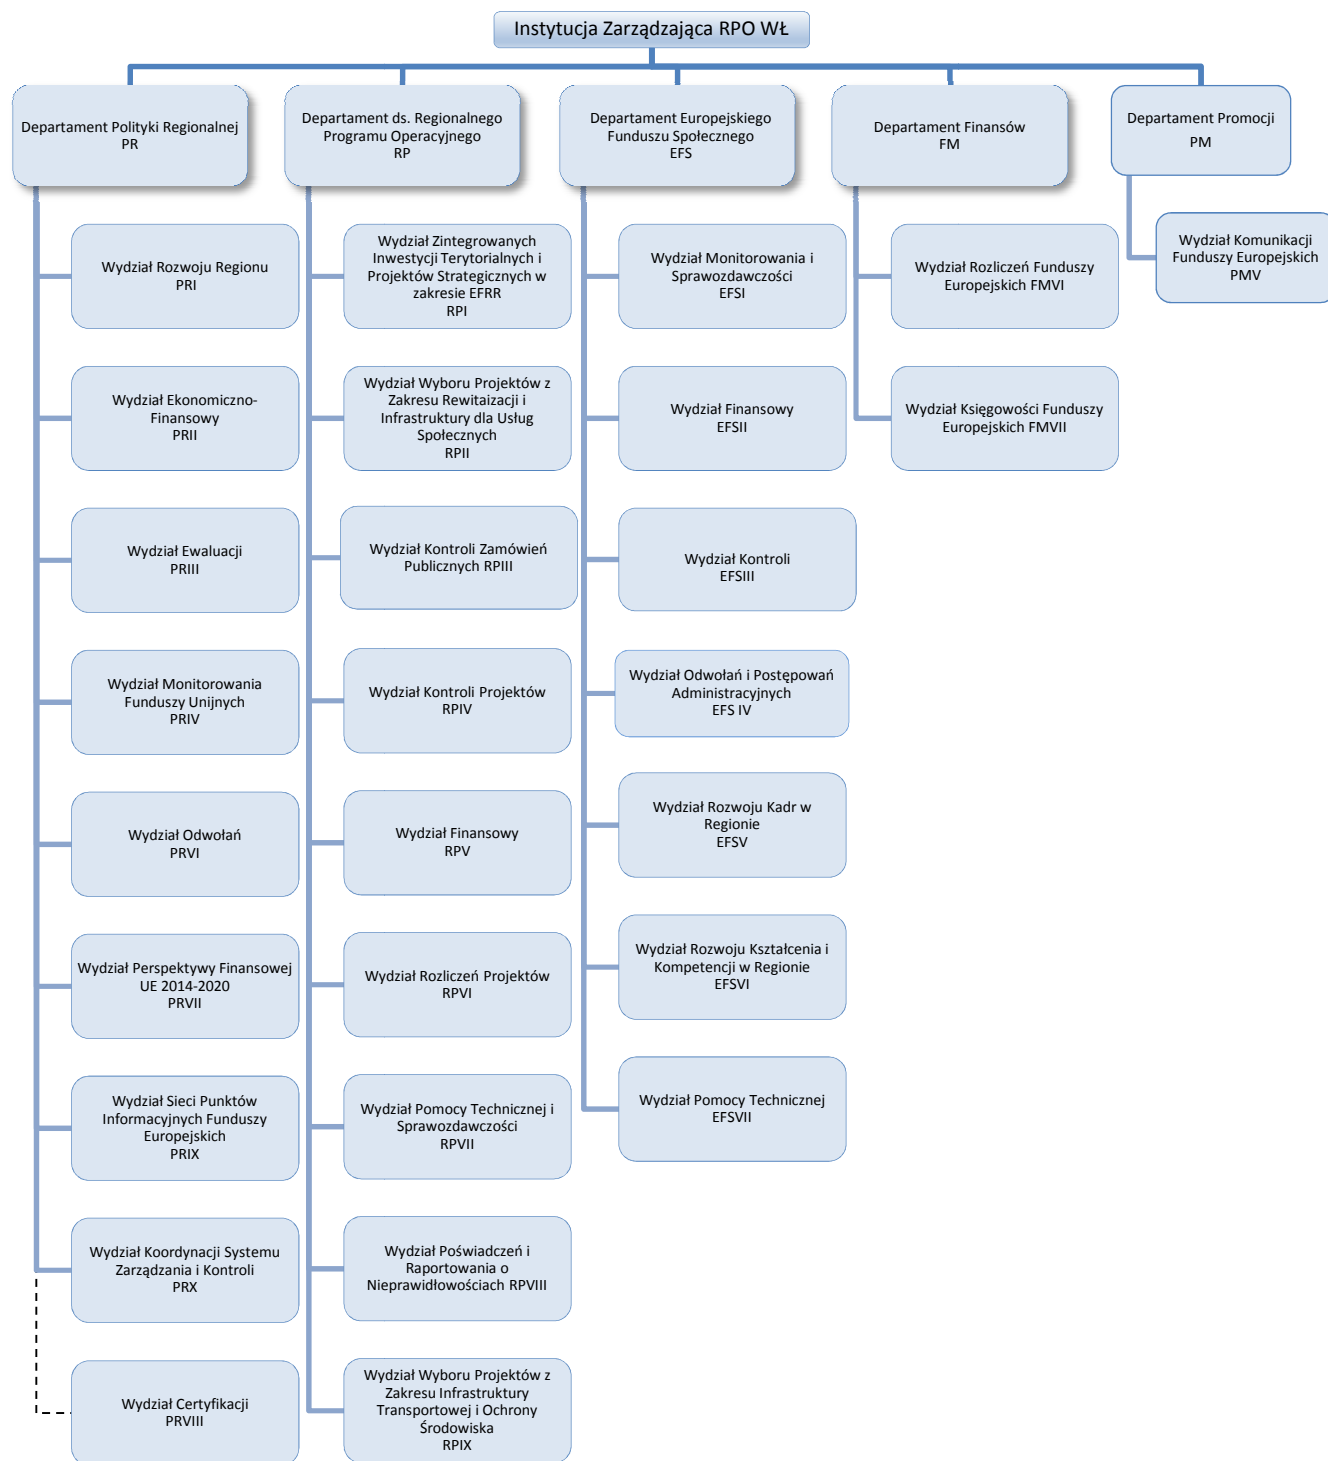 Instytucja Zarządzająca RPO WŁ
Departament Polityki Regionalnej
PR
Wydział Rozwoju Regionu
PRI
Wydział Ekonomiczno-
Finansowy
PRII
Wydział Ewaluacji
PRIII
Wydział Monitorowania
Funduszy Unijnych
PRIV
Wydział Odwołań
PRVI
Wydział Perspektywy Finansowej
UE 2014-2020
PRVII
Wydział Sieci Punktów
Informacyjnych Funduszy
Europejskich
PRIX
Wydział Koordynacji Systemu
Zarządzania i Kontroli
PRX
Wydział Certyfikacji
PRVIII
Departament ds. Regionalnego
Programu Operacyjnego
RP
Wydział Zintegrowanych
Inwestycji Terytorialnych i
Projektów Strategicznych w
zakresie EFRR
RPI
Wydział Wyboru Projektów z
Zakresu Rewitaizacji i
Infrastruktury dla Usług
Społecznych
RPII
Wydział Kontroli Zamówień
Publicznych RPIII
Wydział Kontroli Projektów
RPIV
Wydział Finansowy
RPV
Wydział Rozliczeń Projektów
RPVI
Wydział Pomocy Technicznej i
Sprawozdawczości
RPVII
Wydział Poświadczeń i
Raportowania o
Nieprawidłowościach RPVIII
Wydział Wyboru Projektów z
Zakresu Infrastruktury
Transportowej i Ochrony
Środowiska
RPIX
Departament Europejskiego
Funduszu Społecznego
EFS
Wydział Monitorowania i
Sprawozdawczości
EFSI
Wydział Finansowy
EFSII
Wydział Kontroli
EFSIII
Wydział Odwołań i Postępowań
Administracyjnych
EFS IV
Wydział Rozwoju Kadr w
Regionie
EFSV
Wydział Rozwoju Kształcenia i
Kompetencji w Regionie
EFSVI
Wydział Pomocy Technicznej
EFSVII
Departament Finansów
FM
Wydział Rozliczeń Funduszy
Europejskich FMVI
Wydział Księgowości Funduszy
Europejskich FMVII
Departament Promocji
PM
Wydział Komunikacji
Funduszy Europejskich
PMV